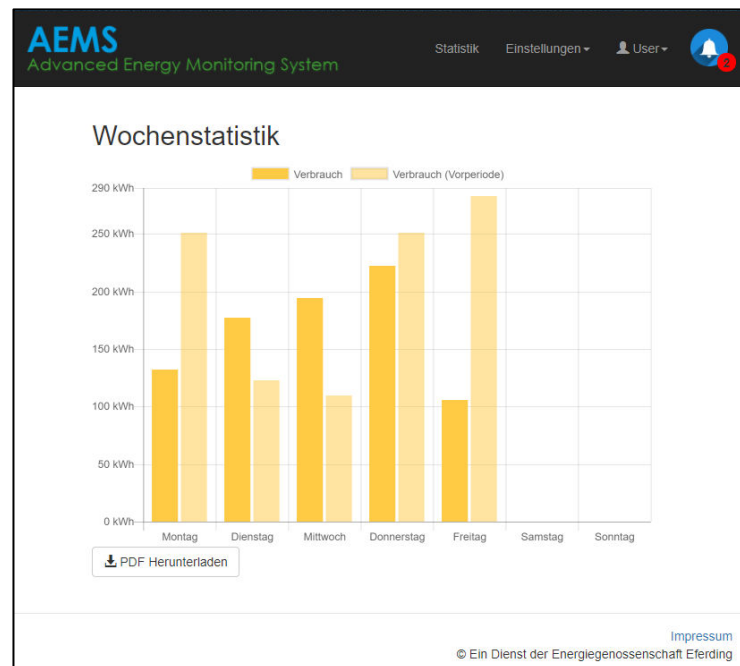 AEMS
Advanced Energy Monitoring System
Statistik Einstellungen User 2
Wochenstatistik
Verbrauch Verbrauch (Vorperiode)
290 kWh
250 kWh
200 kWh
150 kWh
100 kWh
50 kWh
0 kWh
Montag Dienstag Mittwoch Donnerstag Freitag Samstag Sonntag
PDF Herunterladen
Impressum
© Ein Dienst der Energiegenossenschaft Eferding